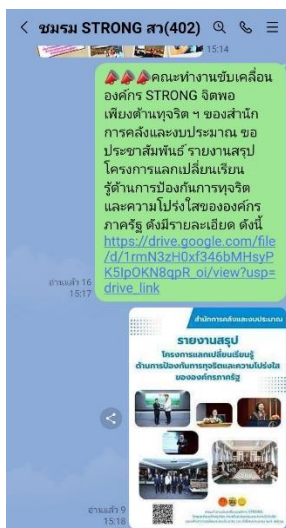 ชมรม STRONG สว(402)
15:14
📣📣📣คณะทำงานขับเคลื่อน
องค์กร STRONG จิตพอ
เพียงต้านทุจริต ฯ ของสำนัก
การคลังและงบประมาณ ขอ
ประชาสัมพันธ์ รายงานสรุป
โครงการแลกเปลี่ยนเรียน
รู้ด้านการป้องกันการทุจริต
และความโปร่งใสขององค์กร
ภาครัฐ ดังมีรายละเอียด ดังนี้
https://drive.google.com/file
/d/1rmN3zH0xf346bMHsyP
K5IpOKN8qpR_oi/view?usp=
drive_link
อ่านแล้ว 16
15:17
สำนักการคลังและงบประมาณ
รายงานสรุป
โครงการแลกเปลี่ยนเรียนรู้
ด้านการป้องกันการทุจริตและความโปร่งใส
ขององค์กรภาครัฐ
อ่านแล้ว 9
15:18